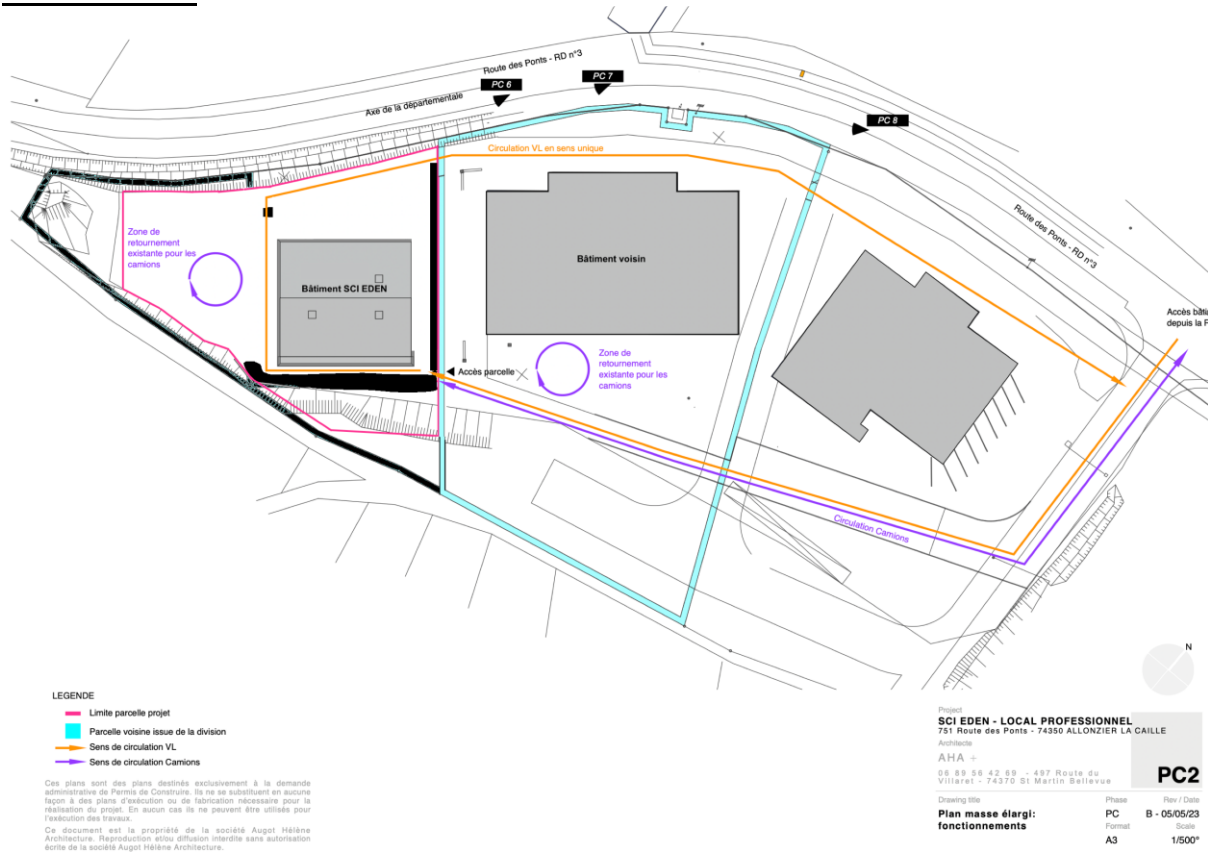 Route des Ponts - RD n°3
PC 6
PC 7
Axe de la départementale
PC 8
Circulation VL en sens unique
Route des Ponts - RD n°3
Zone de
retournement
existante pour les
camions
Bâtiment SCI EDEN
Bâtiment voisin
Accès bâti
depuis la
Accès parcelle
Zone de
retournement
existante pour les
camions
Circulation Camions
N
LEGENDE
Limite parcelle projet
Parcelle voisine issue de la division
Sens de circulation VL
Sens de circulation Camions
Ces plans sont des plans destinés exclusivement à la demande
administrative de Permis de Construire. Ils ne se substituent en aucune
façon à des plans d'exécution ou de fabrication nécessaire pour la
réalisation du projet. En aucun cas ils ne peuvent être utilisés pour
l'exécution des travaux.
Ce document est la propriété de la société Augot Hélène
Architecture. Reproduction et/ou diffusion interdite sans autorisation
écrite de la société Augot Hélène Architecture.
Project
SCI EDEN - LOCAL PROFESSIONNEL
751 Route des Ponts - 74350 ALLONZIER LA CAILLE
Architecte
AHA +
06 89 56 42 69 - 497 Route du
Villaret - 74370 St Martin Bellevue
PC2
Drawing title
Phase
Rev / Date
Plan masse élargi:
PC
B - 05/05/23
fonctionnements
Format
Scale
A3
1/500°